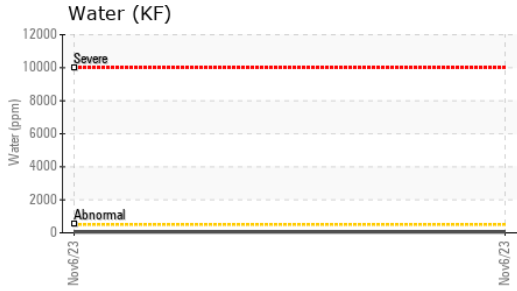 Water (KF)
12000
Severe
10000
8000
6000
4000
2000
Abnormal
0
Water (ppm)
Nov6/23
Nov6/23